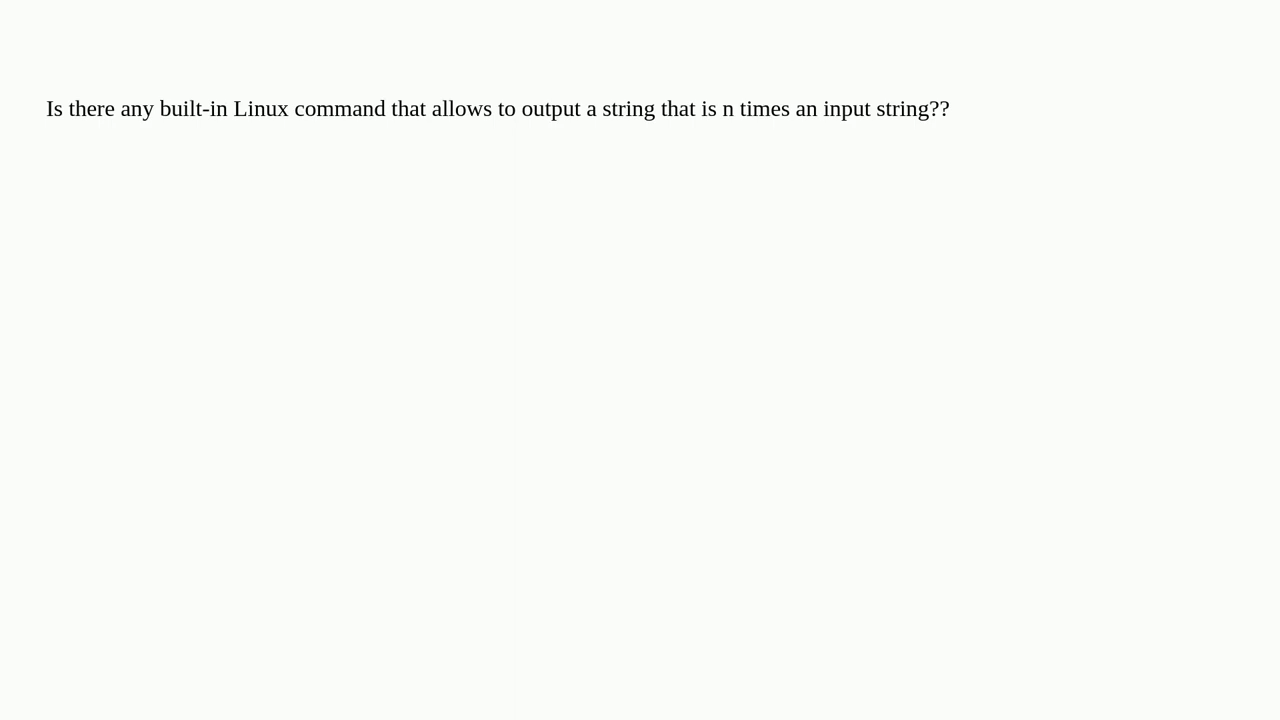 Is there any built-in Linux command that allows to output a string that is n times an input string??